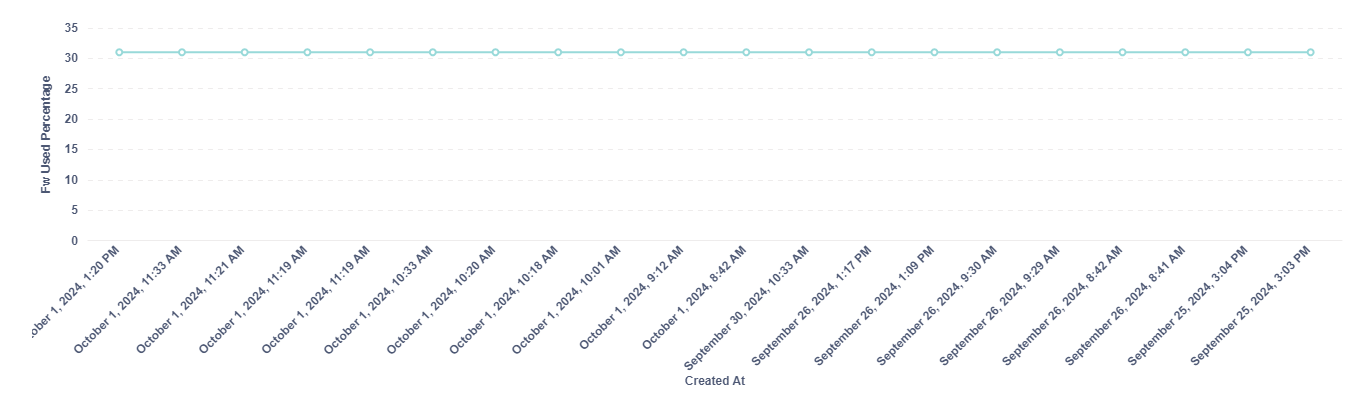 35
30
25
20
15
10
5
0
Fw Used Percentage
ober 1, 2024, 1:20 PM
October 1, 2024, 11:33 AM
October 1, 2024, 11:21 AM
October 1, 2024, 11:19 AM
October 1, 2024, 11:19 AM
October 1, 2024, 10:33 AM
October 1, 2024, 10:20 AM
October 1, 2024, 10:18 AM
October 1, 2024, 10:01 AM
October 1, 2024, 9:12 AM
October 1, 2024, 8:42 AM
September 30, 2024, 10:33 AM
September 26, 2024, 1:17 PM
September 26, 2024, 1:09 PM
September 26, 2024, 9:30 AM
September 26, 2024, 9:29 AM
September 26, 2024, 8:42 AM
September 26, 2024, 8:41 AM
September 25, 2024, 3:04 PM
September 25, 2024, 3:03 PM
Created At